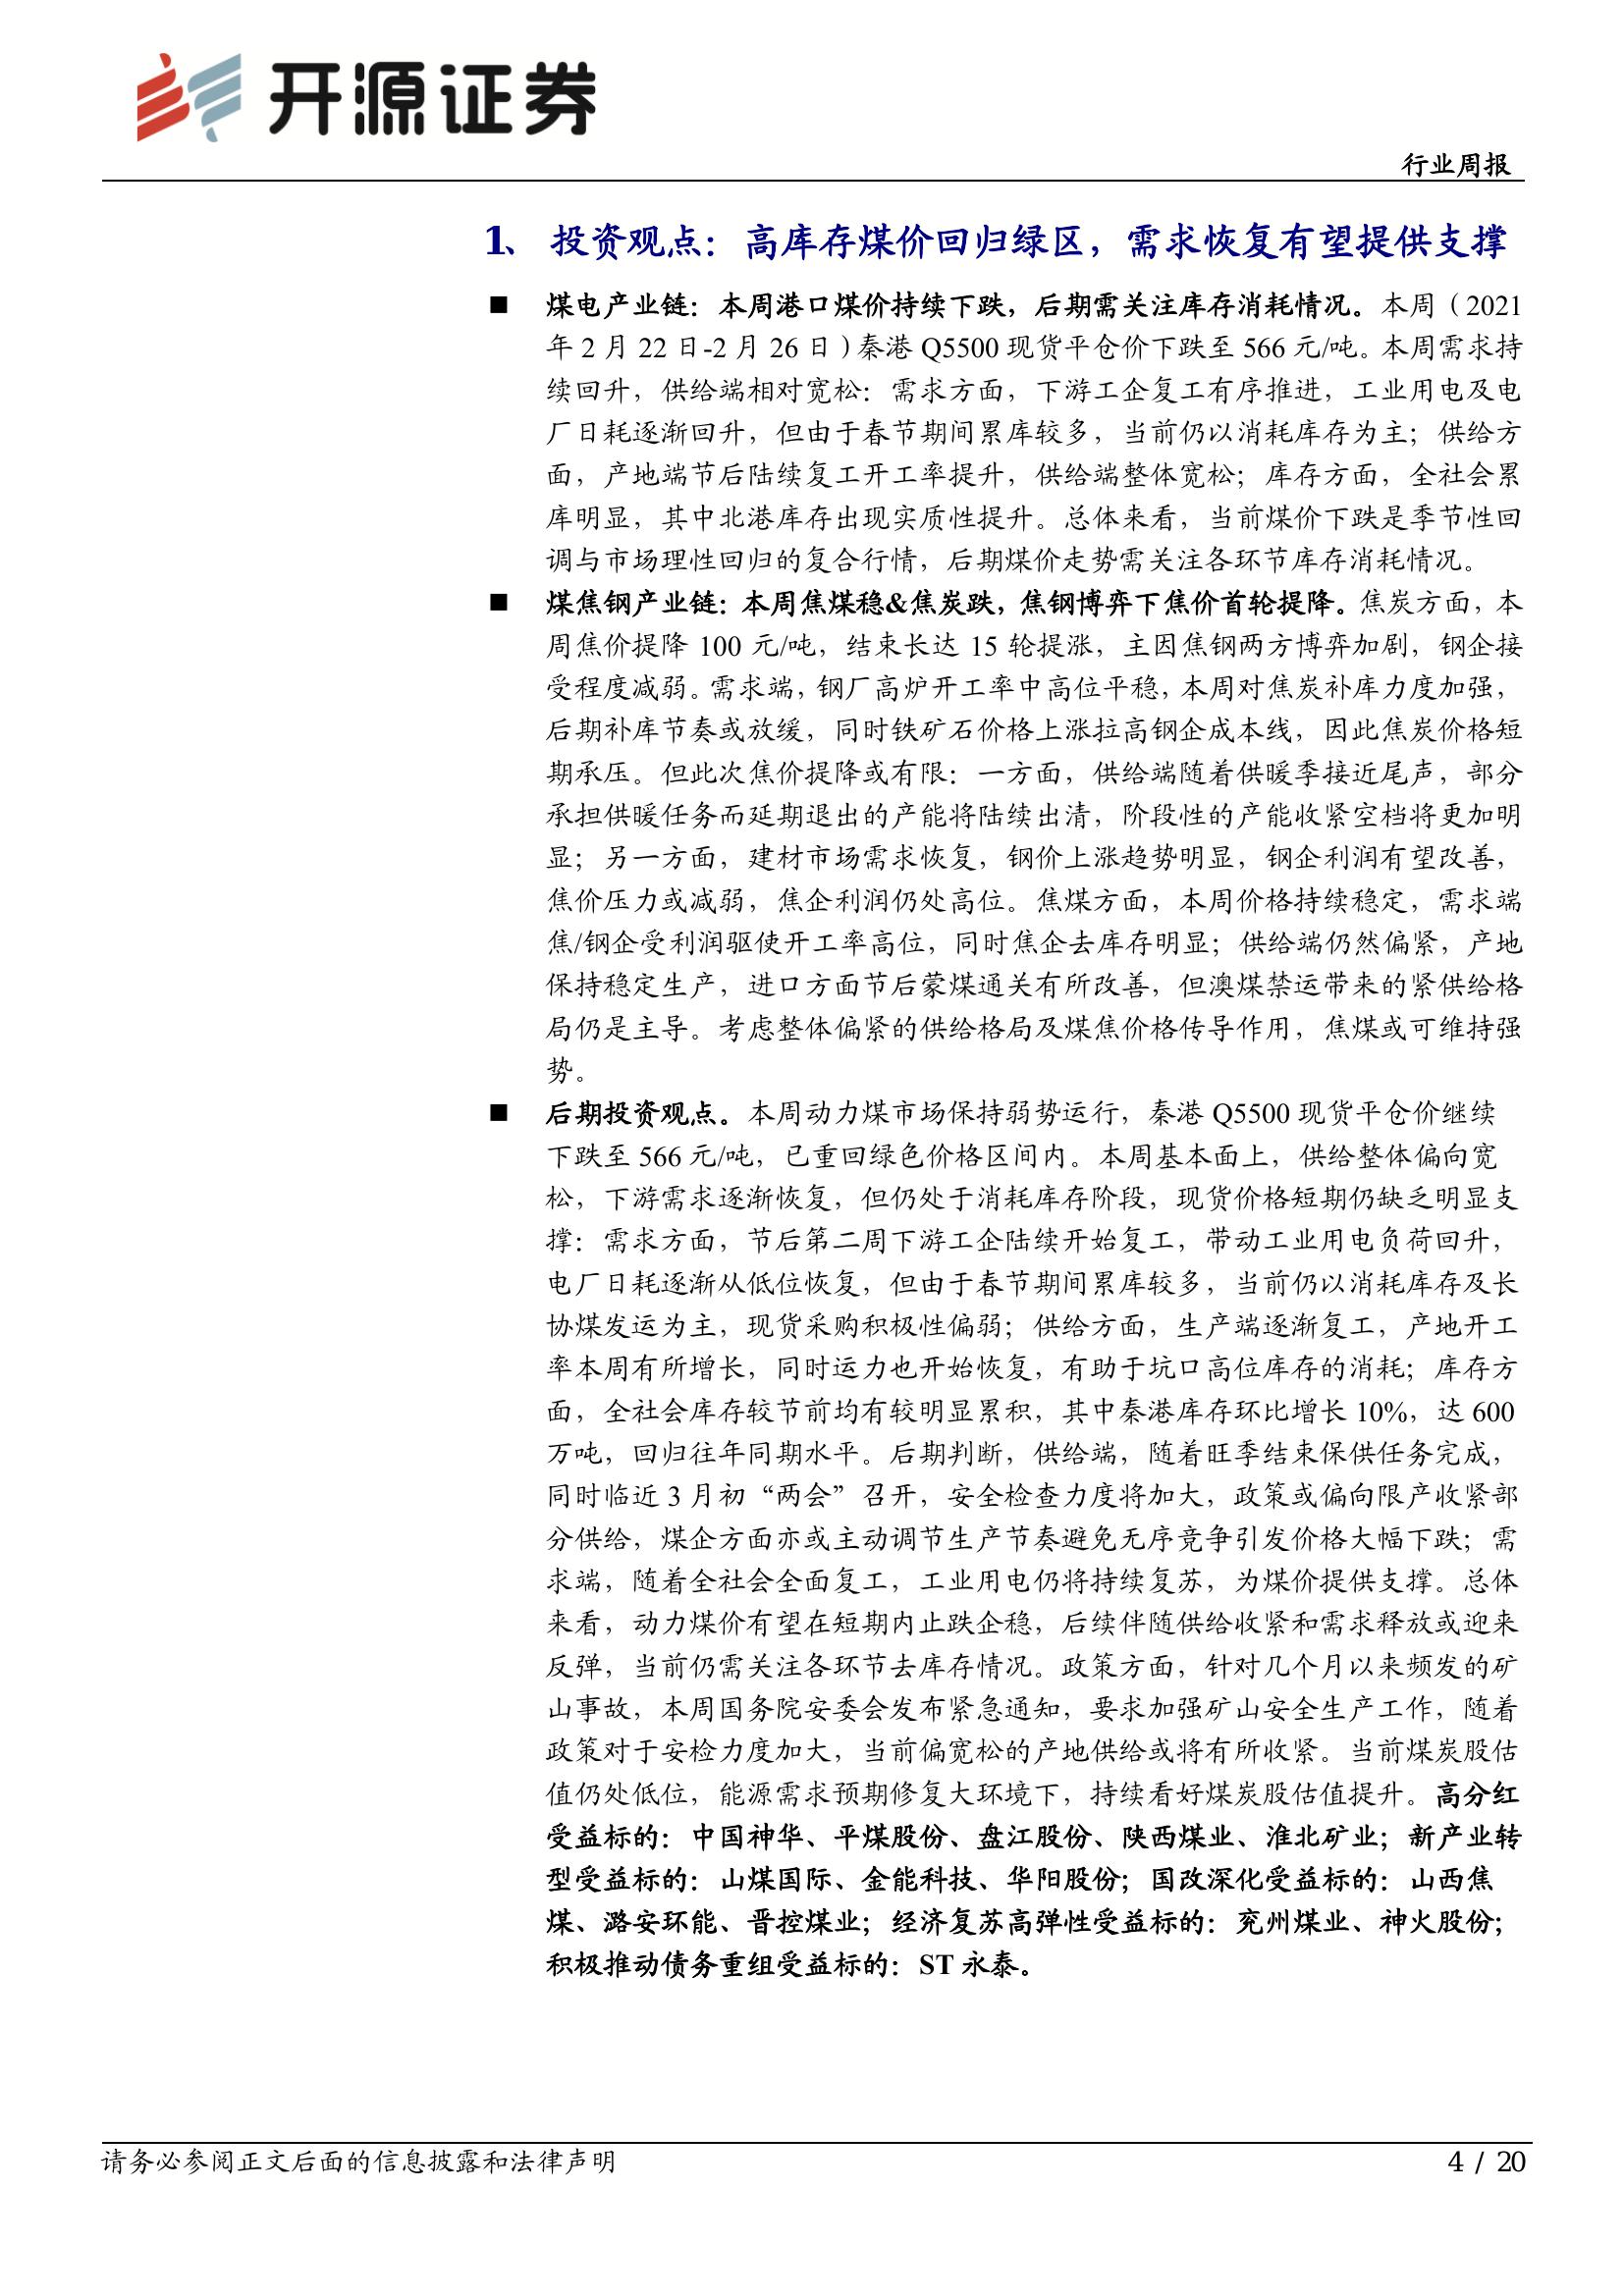 开源证券
行业周报
1、 投资观点：高库存煤价回归绿区，需求恢复有望提供支撑
■ 煤电产业链：本周港口煤价持续下跌，后期需关注库存消耗情况。本周（2021
年 2 月 22 日-2 月 26 日）秦港 Q5500 现货平仓价下跌至 566 元/吨。本周需求持
续回升，供给端相对宽松：需求方面，下游工企复工有序推进，工业用电及电
厂日耗逐渐回升，但由于春节期间累库较多，当前仍以消耗库存为主；供给方
面，产地端节后陆续复工开工率提升，供给端整体宽松；库存方面，全社会累
库明显，其中北港库存出现实质性提升。总体来看，当前煤价下跌是季节性回
调与市场理性回归的复合行情，后期煤价走势需关注各环节库存消耗情况。
■ 煤焦钢产业链：本周焦煤稳&焦炭跌，焦钢博弈下焦价首轮提降。焦炭方面，本
周焦价提降 100 元/吨，结束长达 15 轮提涨，主因焦钢两方博弈加剧，钢企接
受程度减弱。需求端，钢厂高炉开工率中高位平稳，本周对焦炭补库力度加强，
后期补库节奏或放缓，同时铁矿石价格上涨拉高钢企成本线，因此焦炭价格短
期承压。但此次焦价提降或有限：一方面，供给端随着供暖季接近尾声，部分
承担供暖任务而延期退出的产能将陆续出清，阶段性的产能收紧空档将更加明
显；另一方面，建材市场需求恢复，钢价上涨趋势明显，钢企利润有望改善，
焦价压力或减弱，焦企利润仍处高位。焦煤方面，本周价格持续稳定，需求端
焦/钢企受利润驱使开工率高位，同时焦企去库存明显；供给端仍然偏紧，产地
保持稳定生产，进口方面节后蒙煤通关有所改善，但澳煤禁运带来的紧供给格
局仍是主导。考虑整体偏紧的供给格局及煤焦价格传导作用，焦煤或可维持强
势。
■ 后期投资观点。本周动力煤市场保持弱势运行，秦港 Q5500 现货平仓价继续
下跌至 566 元/吨，已重回绿色价格区间内。本周基本面上，供给整体偏向宽
松，下游需求逐渐恢复，但仍处于消耗库存阶段，现货价格短期仍缺乏明显支
撑：需求方面，节后第二周下游工企陆续开始复工，带动工业用电负荷回升，
电厂日耗逐渐从低位恢复，但由于春节期间累库较多，当前仍以消耗库存及长
协煤发运为主，现货采购积极性偏弱；供给方面，生产端逐渐复工，产地开工
率本周有所增长，同时运力也开始恢复，有助于坑口高位库存的消耗；库存方
面，全社会库存较节前均有较明显累积，其中秦港库存环比增长 10%，达 600
万吨，回归往年同期水平。后期判断，供给端，随着旺季结束保供任务完成，
同时临近 3 月初“两会”召开，安全检查力度将加大，政策或偏向限产收紧部
分供给，煤企方面亦或主动调节生产节奏避免无序竞争引发价格大幅下跌；需
求端，随着全社会全面复工，工业用电仍将持续复苏，为煤价提供支撑。总体
来看，动力煤价有望在短期内止跌企稳，后续伴随供给收紧和需求释放或迎来
反弹，当前仍需关注各环节去库存情况。政策方面，针对几个月以来频发的矿
山事故，本周国务院安委会发布紧急通知，要求加强矿山安全生产工作，随着
政策对于安检力度加大，当前偏宽松的产地供给或将有所收紧。当前煤炭股估
值仍处低位，能源需求预期修复大环境下，持续看好煤炭股估值提升。高分红
受益标的：中国神华、平煤股份、盘江股份、陕西煤业、淮北矿业；新产业转
型受益标的：山煤国际、金能科技、华阳股份；国改深化受益标的：山西焦
煤、潞安环能、晋控煤业；经济复苏高弹性受益标的：兖州煤业、神火股份；
积极推动债务重组受益标的：ST 永泰。
请务必参阅正文后面的信息披露和法律声明
4 / 20